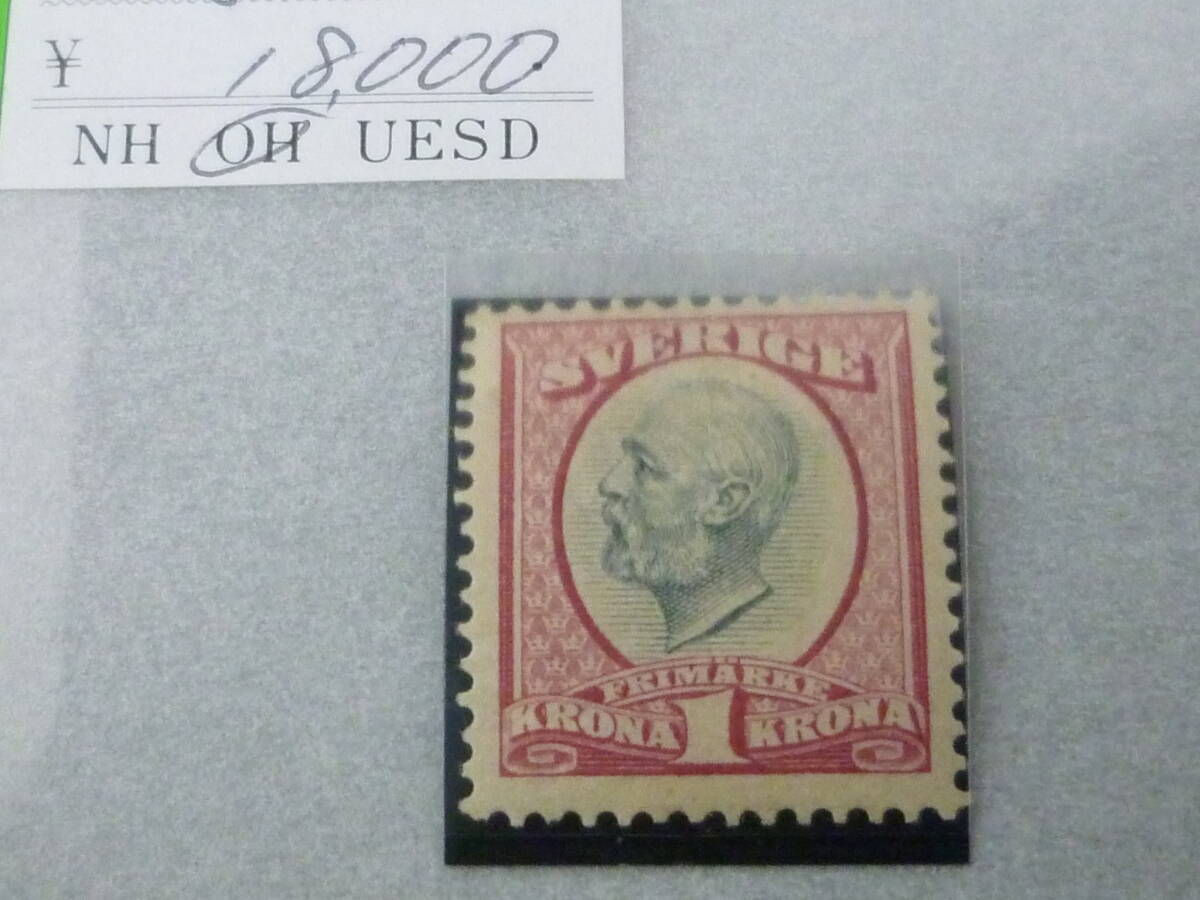 ¥ 18,000.
NH OH UESD
SVERIGE
FRIMÄRKE
KRONA 1 KRONA